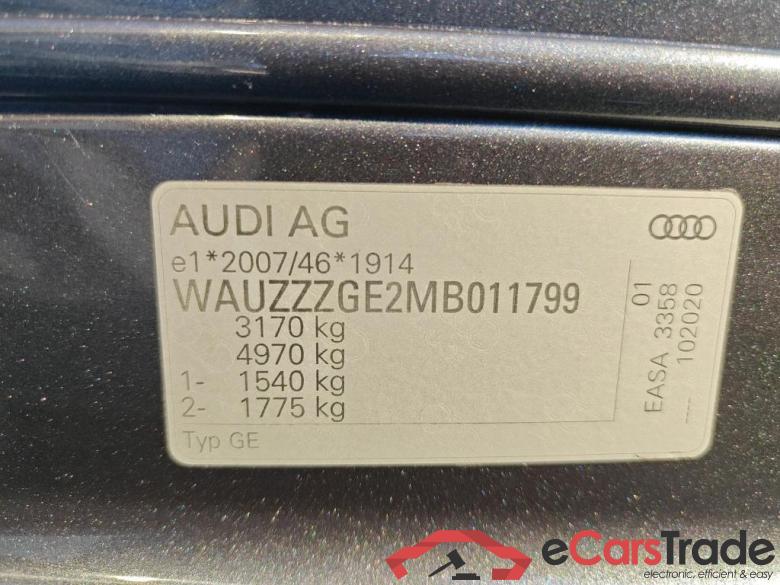 AUDI AG
e1*2007/46*1914
WAUZZZGE2MB011799
3170 kg
4970 kg
1- 1540 kg
2- 1775 kg
Typ GE
EASA 3358 01
102020
eCarsTrade
electronic, efficient & easy